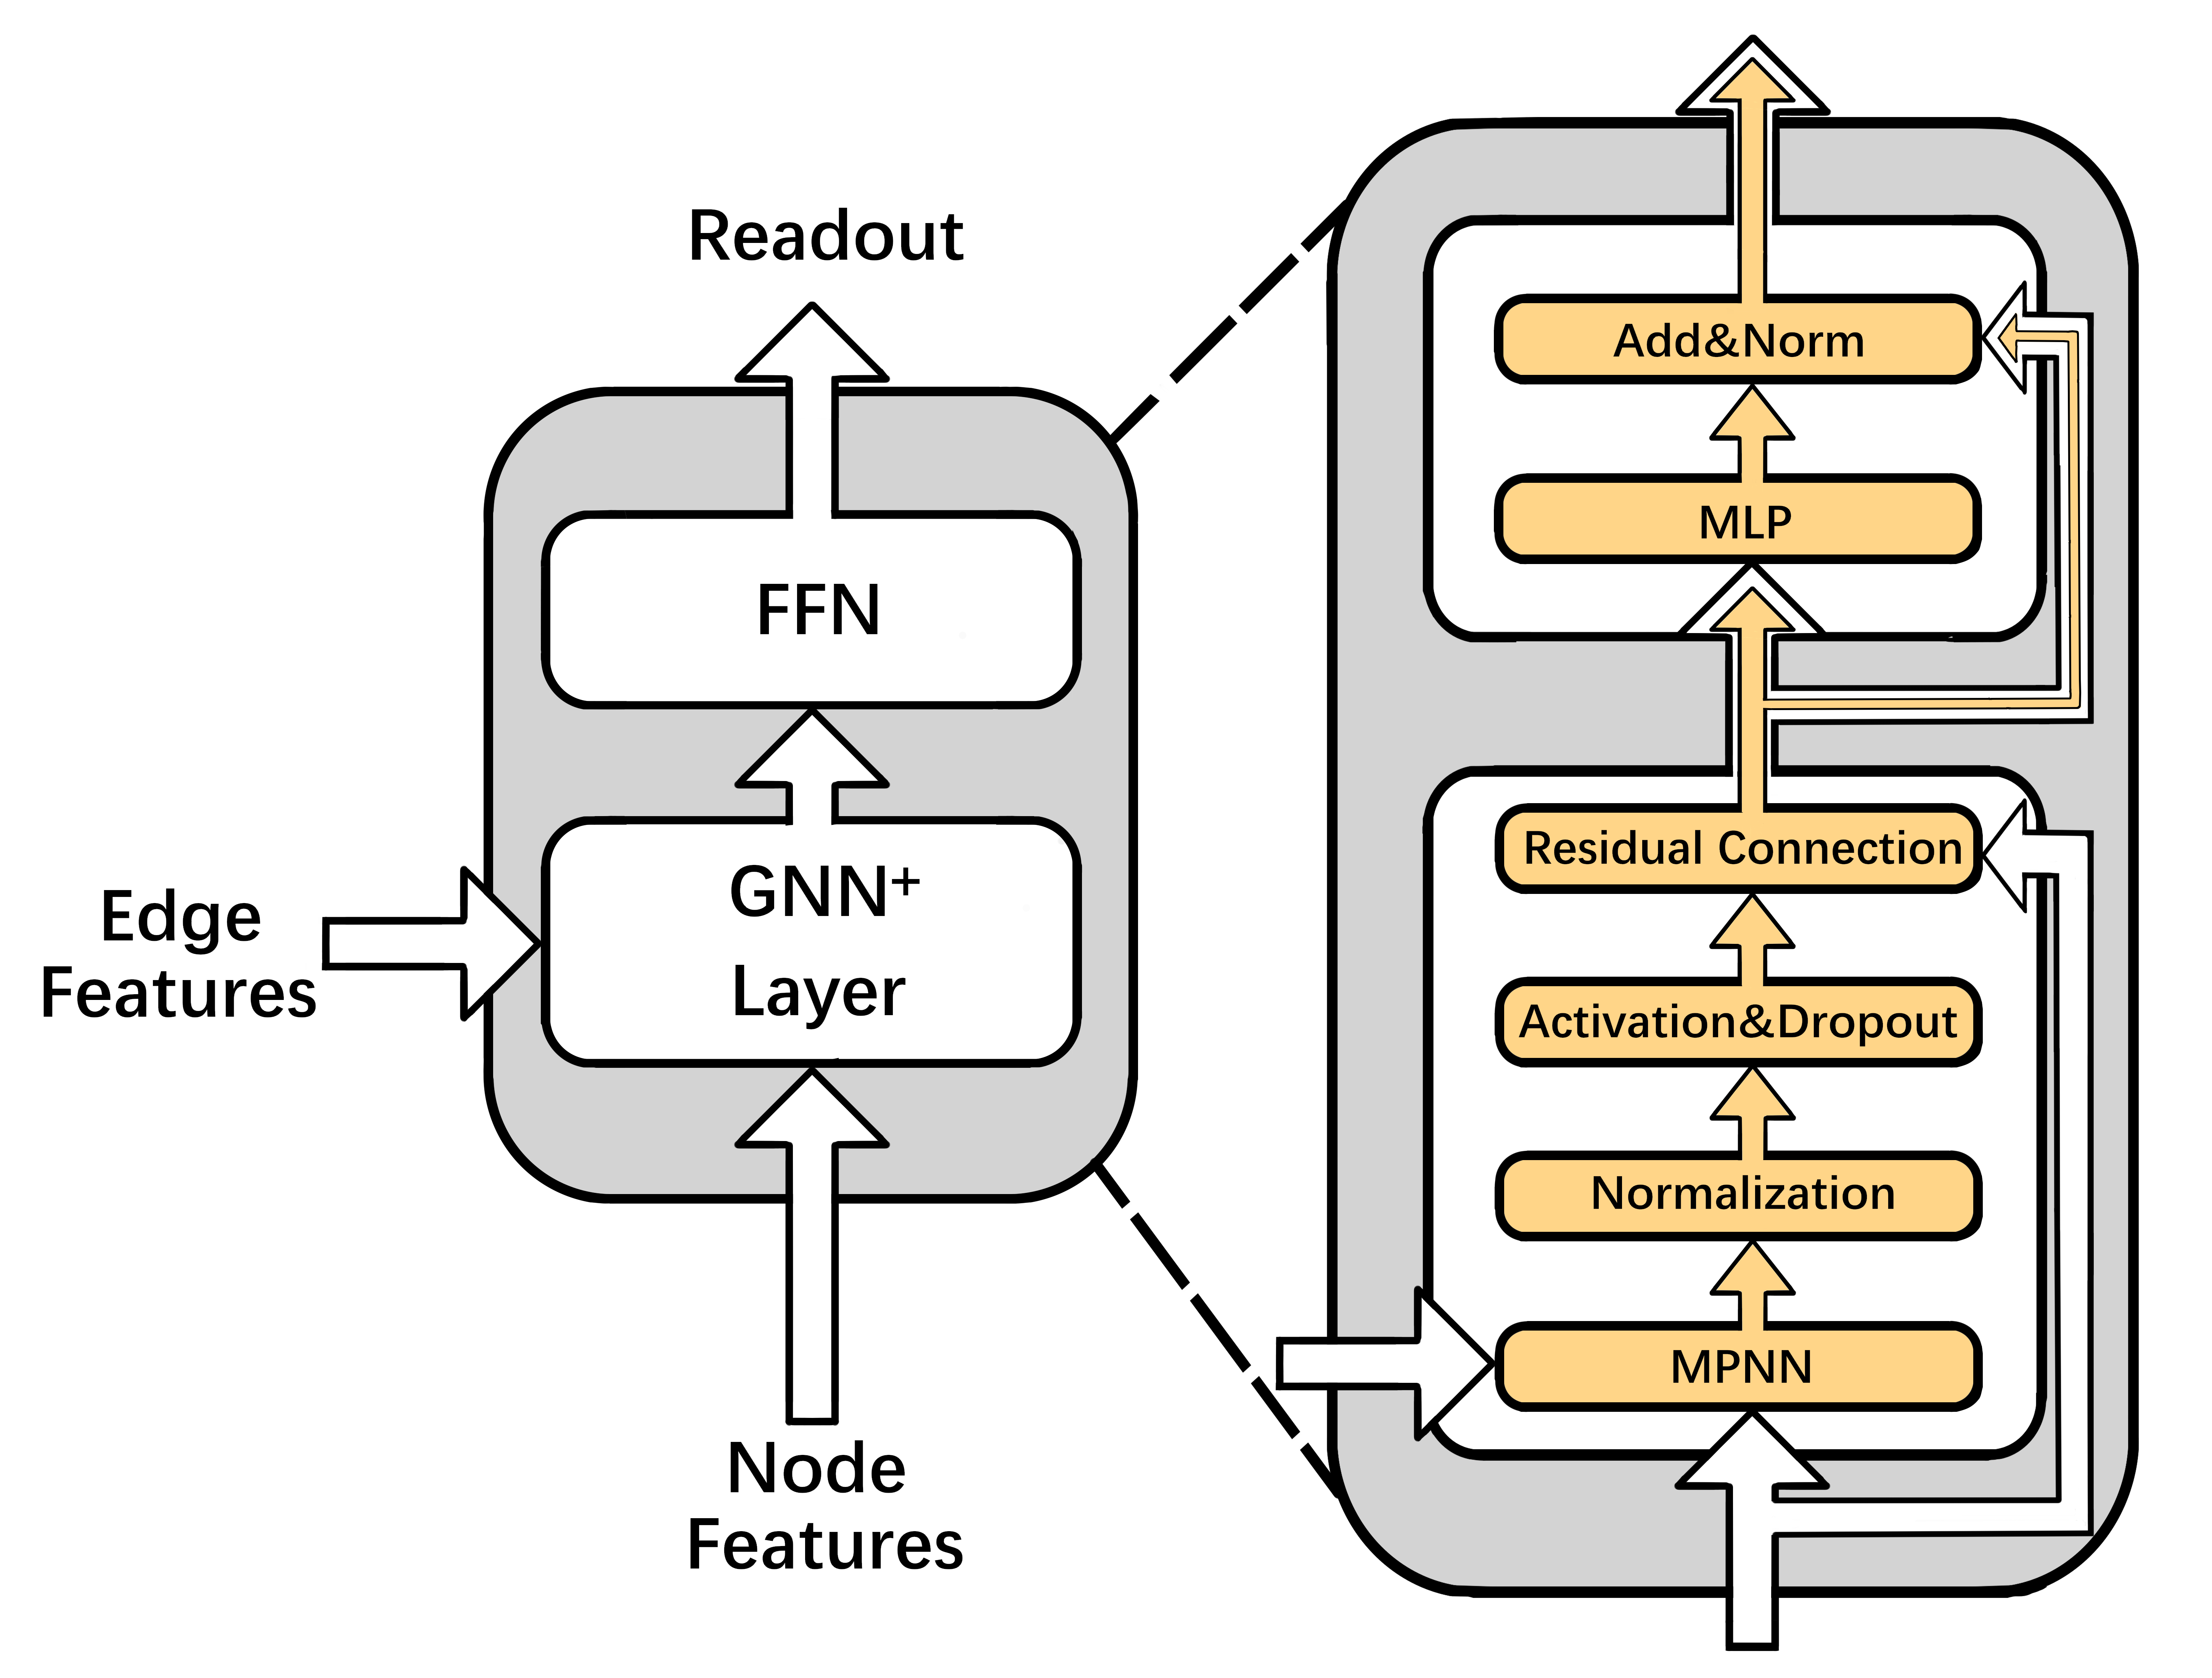 Readout
FFN
GNN⁺
Layer
Edge
Features
Node
Features
Add&Norm
MLP
Residual Connection
Activation&Dropout
Normalization
MPNN